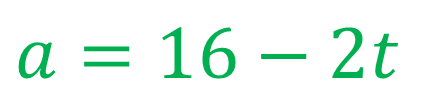 a = 16 − 2t